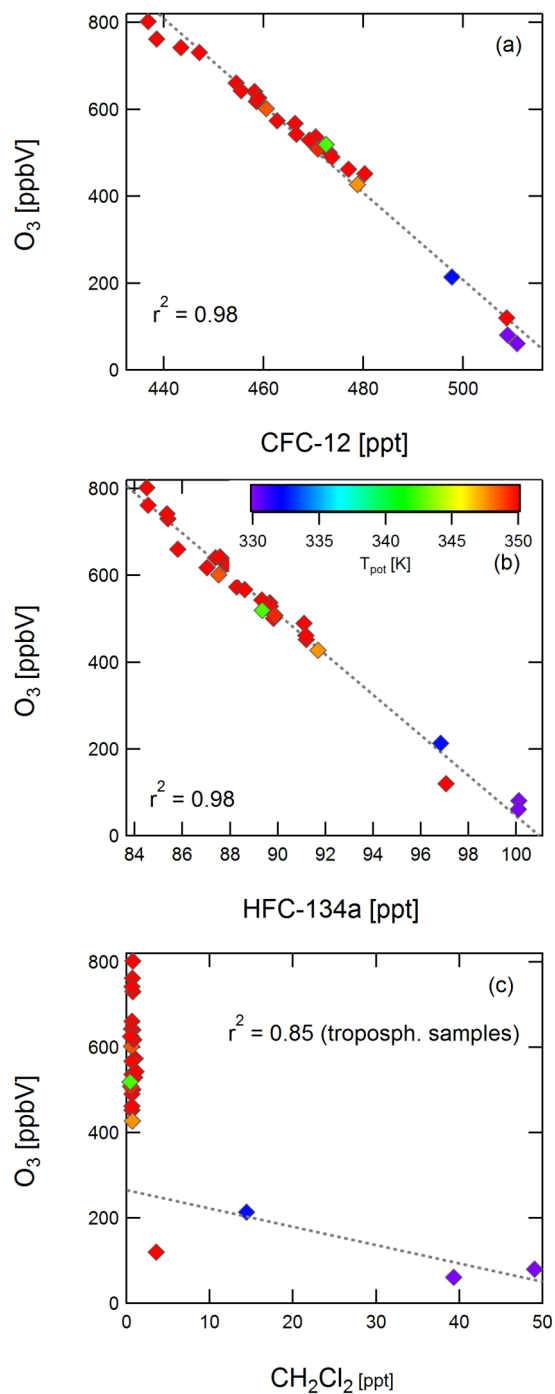 800
600
400
200
0
O3 [ppbV]
(a)
r2 = 0.98
440 460 480 500
CFC-12 [ppt]
800
600
400
200
0
O3 [ppbV]
330 335 340 345 350
Tpot [K]
(b)
r2 = 0.98
84 86 88 90 92 94 96 98 100
HFC-134a [ppt]
800
600
400
200
0
O3 [ppbV]
(c)
r2 = 0.85 (troposph. samples)
0 10 20 30 40 50
CH2Cl2 [ppt]